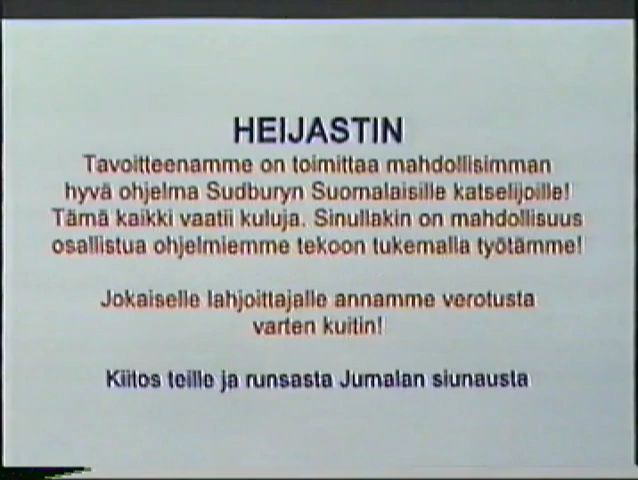 HEIJASTIN
Tavoitteenamme on toimittaa mahdollisimman
hyvä ohjelma Sudburyn Suomalaisille katselijoille!
Tämä kaikki vaatii kuluja. Sinullakin on mahdollisuus
osallistua ohjelmiemme tekoon tukemalla työtämme!
Jokaiselle lahjoittajalle annamme verotusta
varten kuitin!
Kiitos teille ja runsasta Jumalan siunausta